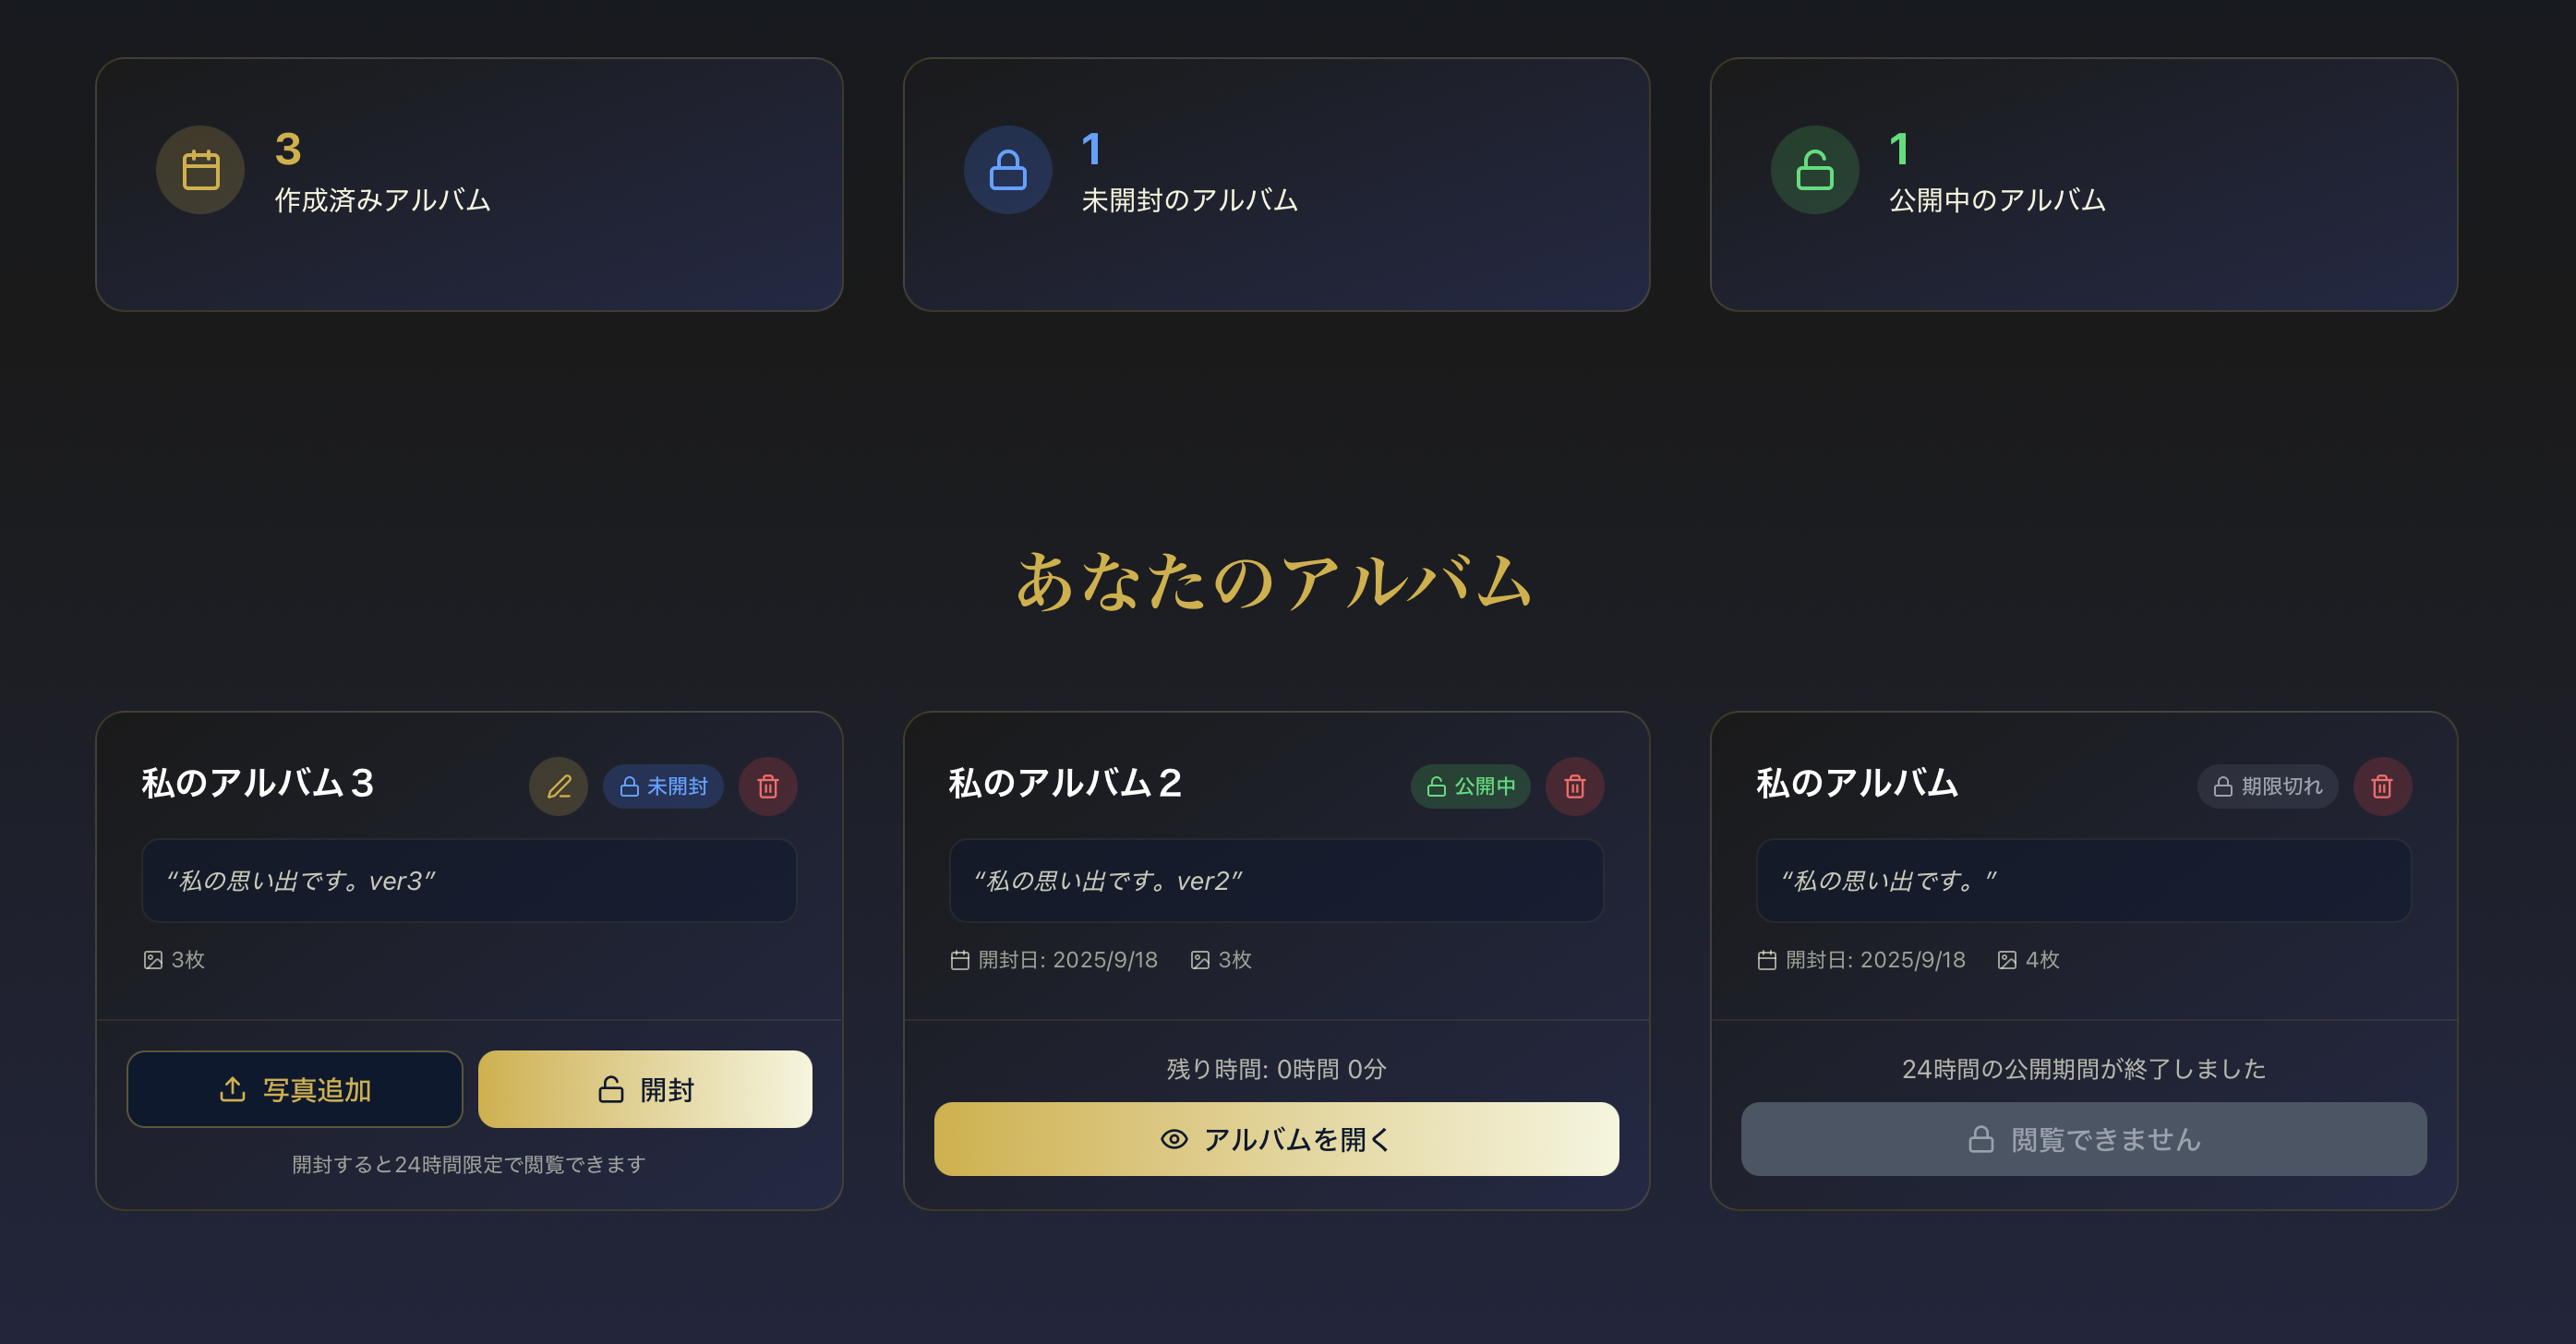 3
作成済みアルバム
1
未開封のアルバム
1
公開中のアルバム
あなたのアルバム
私のアルバム３
未開封
“私の思い出です。ver3”
3枚
写真追加
開封
開封すると24時間限定で閲覧できます
私のアルバム２
公開中
“私の思い出です。ver2”
開封日: 2025/9/18
3枚
残り時間: 0時間 0分
アルバムを開く
私のアルバム
期限切れ
“私の思い出です。”
開封日: 2025/9/18
4枚
24時間の公開期間が終了しました
閲覧できません